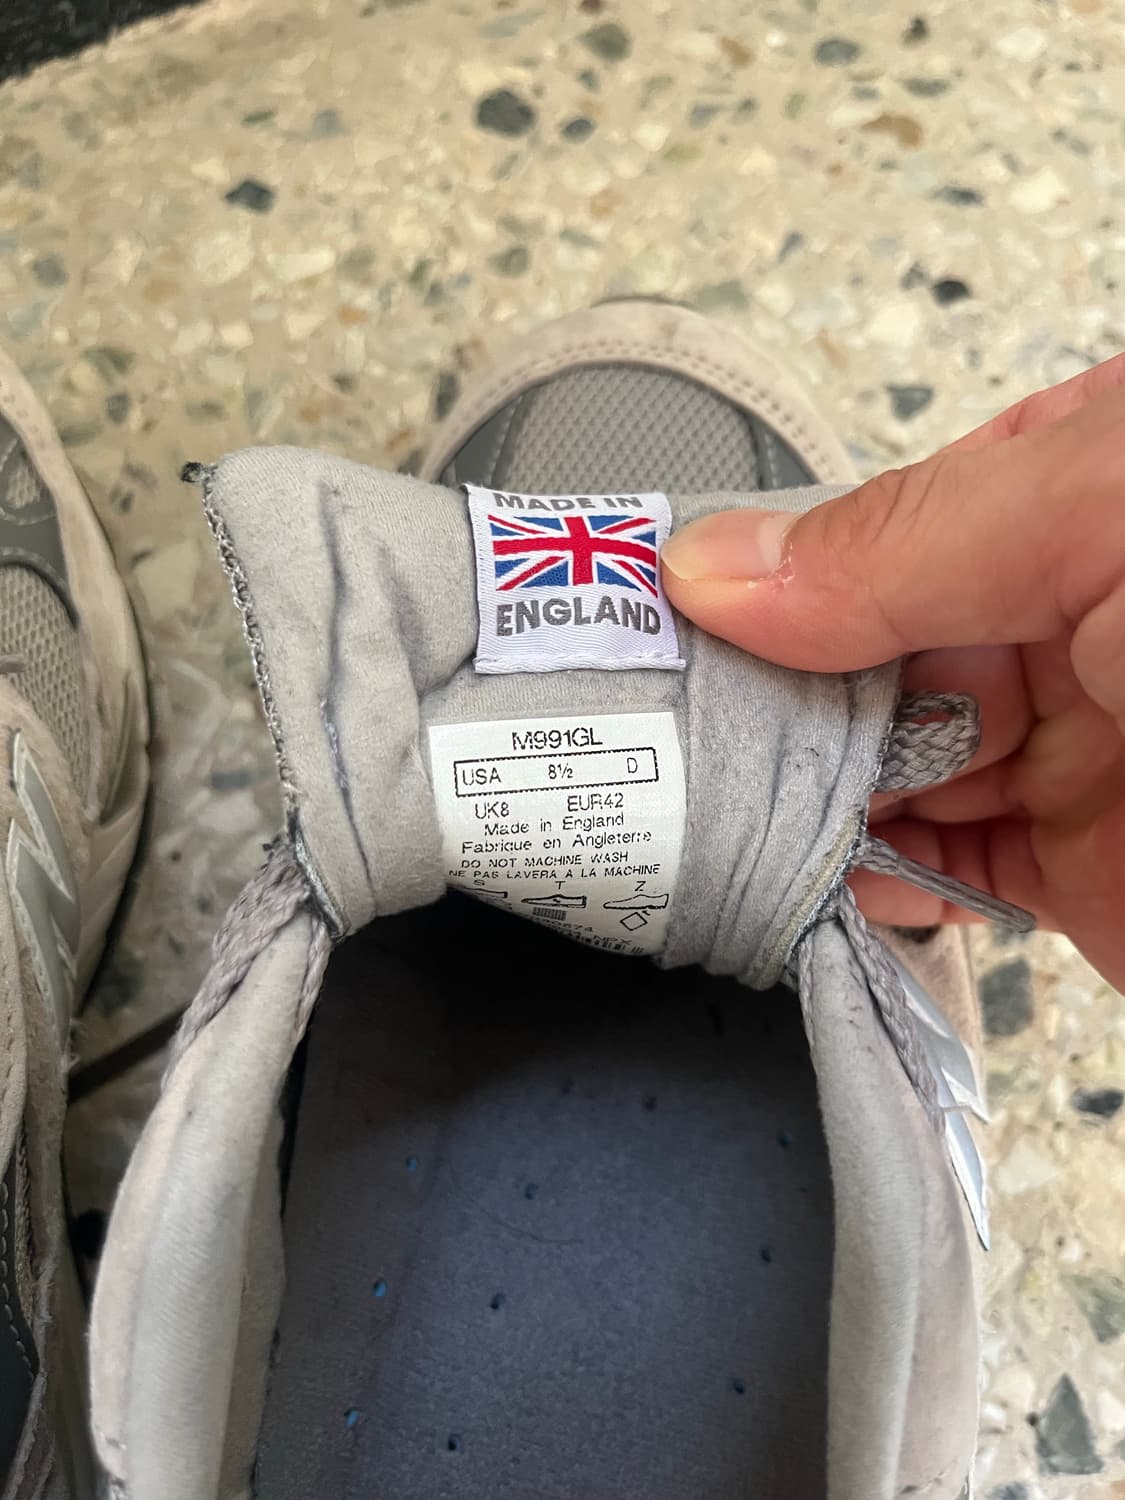 MADE IN
ENGLAND
M991GL
USA 8½ D
UK8 EUR42
Made in England
Fabrique en Angleterre
DO NOT MACHINE WASH
NE PAS LAVERA A LA MACHINE
S T Z